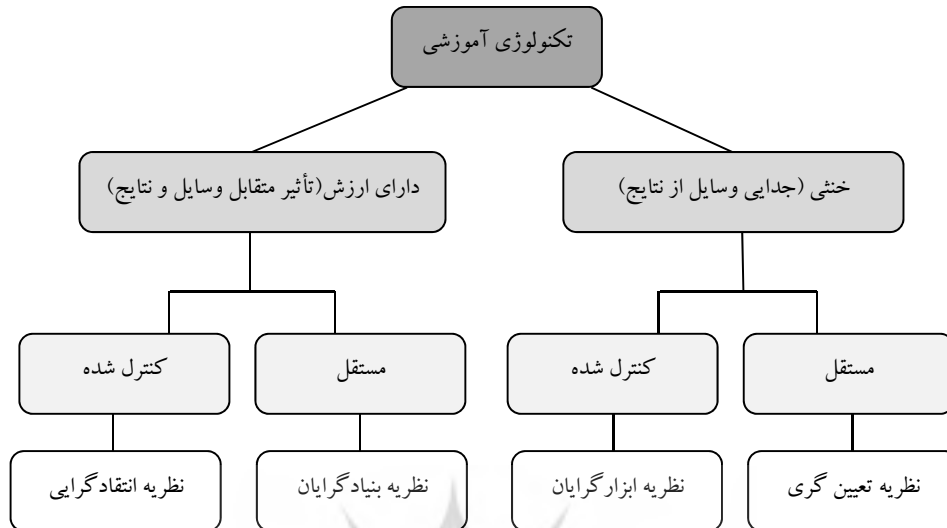 تکنولوژی آموزشی
خنثی (جدایی وسایل از نتایج)
دارای ارزش(تأثیر متقابل وسایل و نتایج)
مستقل
کنترل شده
مستقل
کنترل شده
نظریه تعیین گری
نظریه ابزارگرایان
نظریه بنیادگرایان
نظریه انتقادگرایی